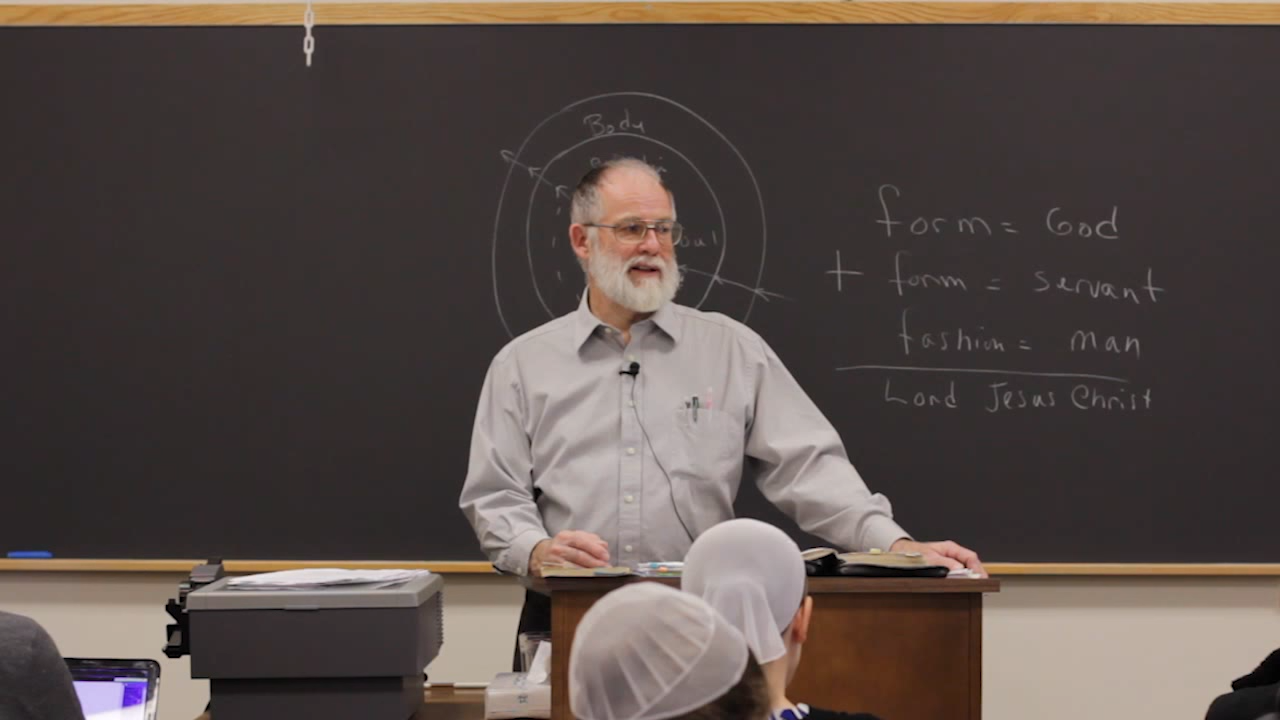 Body
form = God
+ form = servant
fashion = man
Lord Jesus Christ